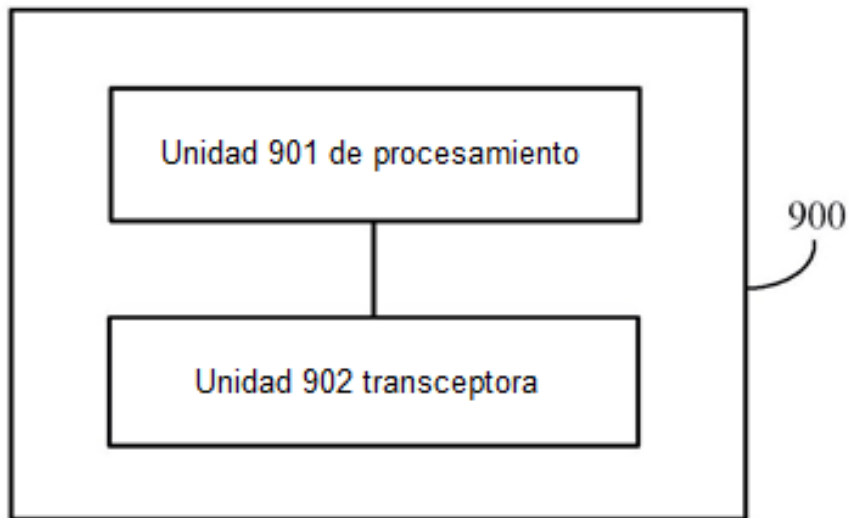 Unidad 901 de procesamiento
900
Unidad 902 transceptora